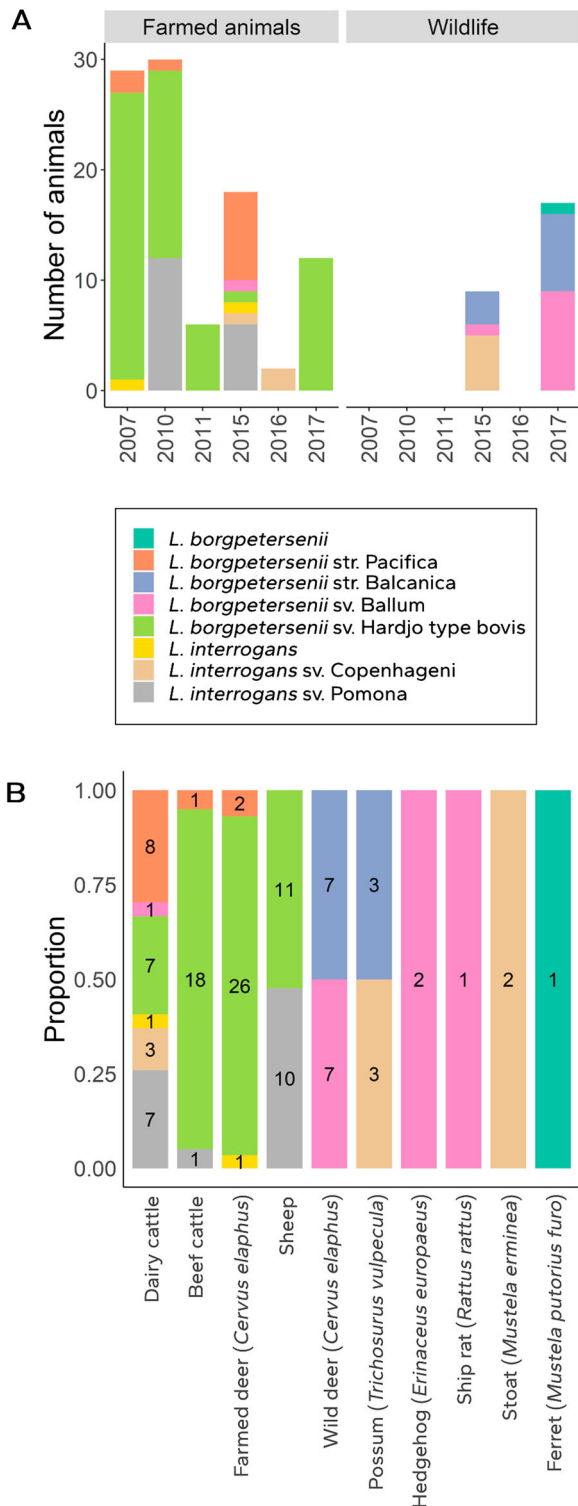 A
Farmed animals
Wildlife
Number of animals
30
20
10
0
2007
2010
2011
2015
2016
2017
2007
2010
2011
2015
2016
2017
L. borgpetersenii
L. borgpetersenii str. Pacifica
L. borgpetersenii str. Balcanica
L. borgpetersenii sv. Ballum
L. borgpetersenii sv. Hardjo type bovis
L. interrogans
L. interrogans sv. Copenhageni
L. interrogans sv. Pomona
B
Proportion
1.00
0.75
0.50
0.25
0.00
8
1
7
1
3
7
1
18
1
2
26
1
11
10
7
7
3
3
2
1
2
1
Dairy cattle
Beef cattle
Farmed deer (Cervus elaphus)
Sheep
Wild deer (Cervus elaphus)
Possum (Trichosurus vulpecula)
Hedgehog (Erinaceus europaeus)
Ship rat (Rattus rattus)
Stoat (Mustela erminea)
Ferret (Mustela putorius furo)